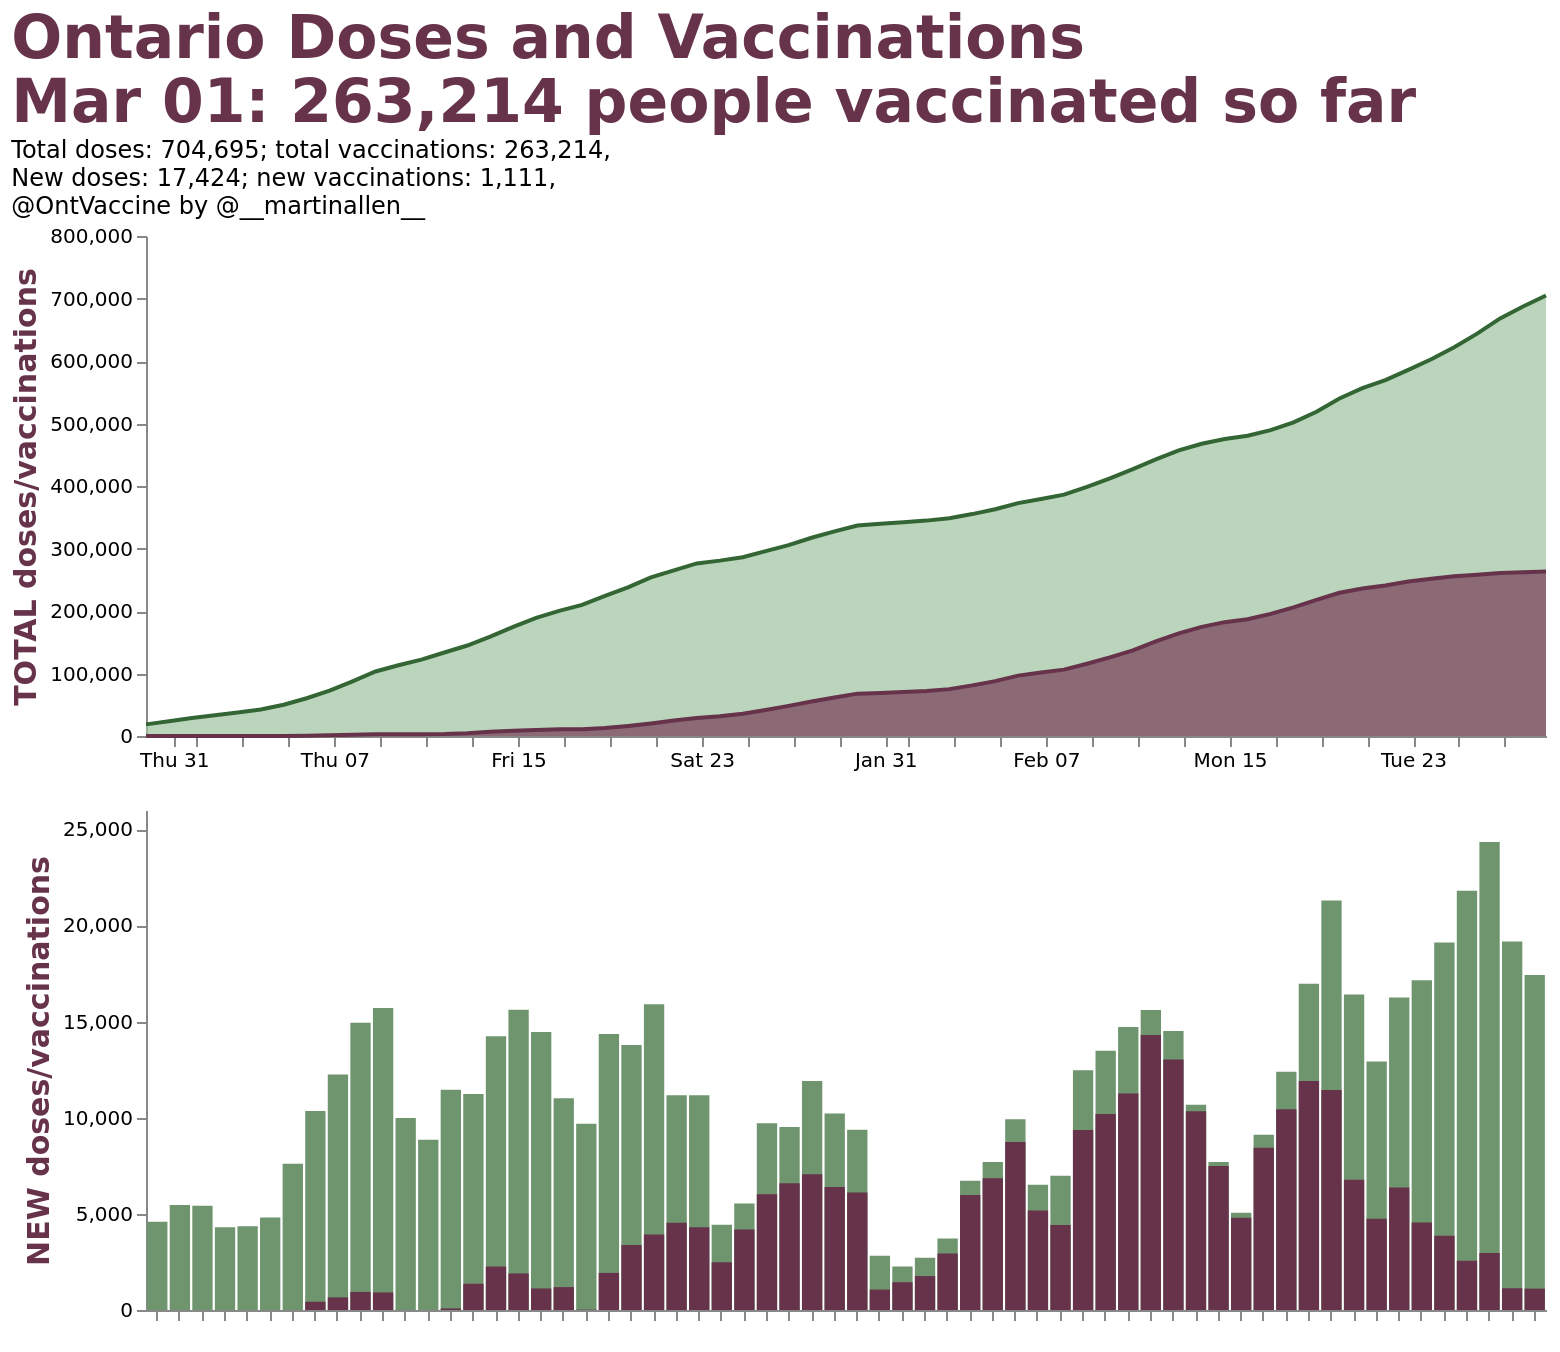 Ontario Doses and Vaccinations
Mar 01: 263,214 people vaccinated so far
Total doses: 704,695; total vaccinations: 263,214,
New doses: 17,424; new vaccinations: 1,111,
@OntVaccine by @__martinallen__
TOTAL doses/vaccinations
800,000
700,000
600,000
500,000
400,000
300,000
200,000
100,000
0
Thu 31 Thu 07 Fri 15 Sat 23 Jan 31 Feb 07 Mon 15 Tue 23
NEW doses/vaccinations
25,000
20,000
15,000
10,000
5,000
0